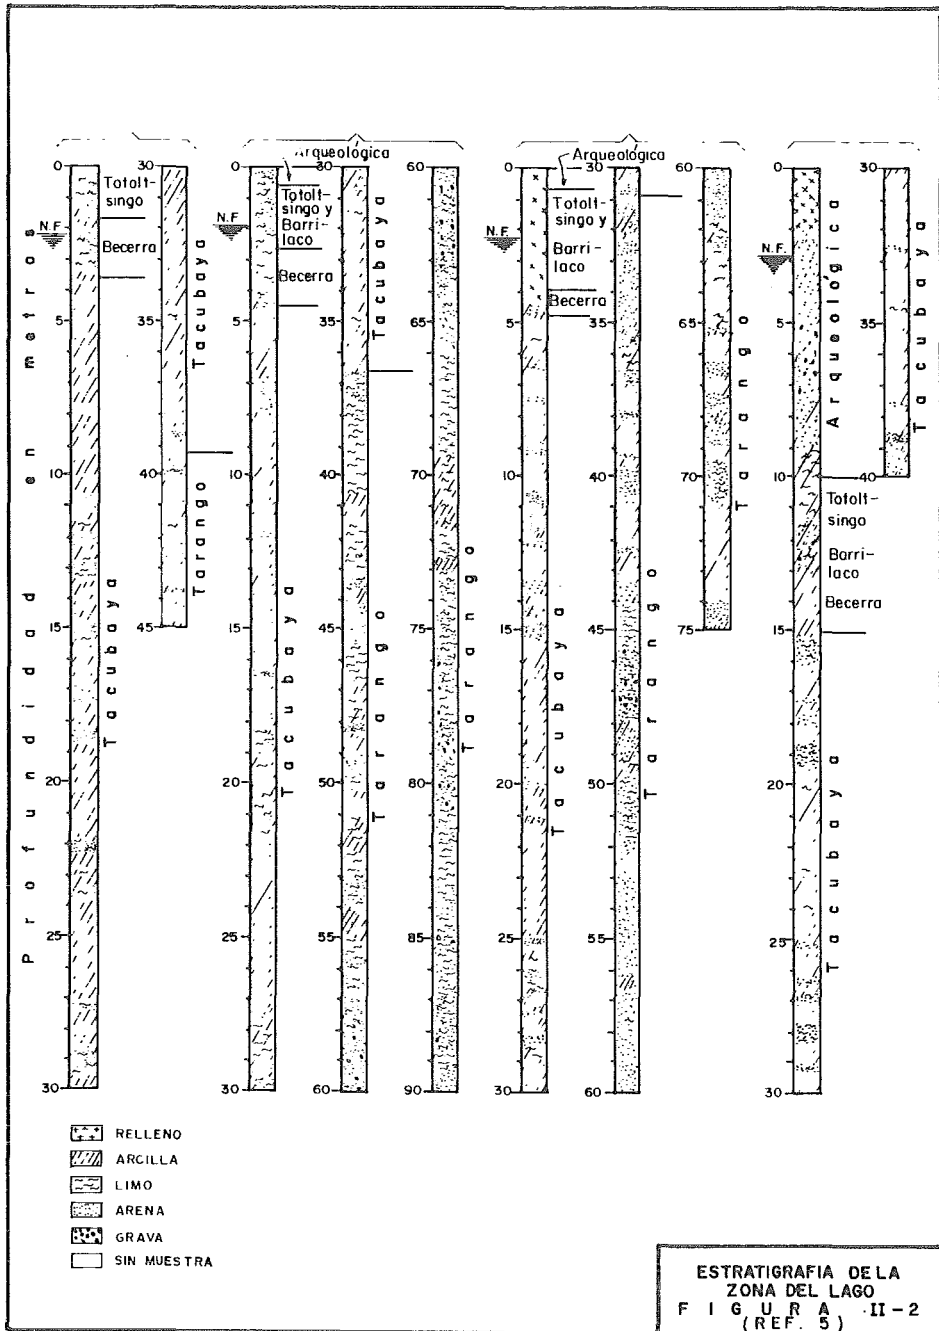 Profundidad en metros
0
5
10
15
20
25
30
N.F.
Totolt-
singo
Becerra
Tacubaya
30
35
40
45
Tacubaya
Tarango
0
5
10
15
20
25
30
N.F.
Arqueológica
Totolt-
singo y
Barri-
laco
Becerra
Tacubaya
30
35
40
45
50
55
60
Tacubaya
Tarango
60
65
70
75
80
85
90
Tarango
0
5
10
15
20
25
30
N.F.
Arqueológica
Totolt-
singo y
Barri-
laco
Becerra
Tacubaya
30
35
40
45
50
55
60
Tarango
60
65
70
75
Tarango
0
5
10
15
20
25
30
N.F.
Arqueológica
Totolt-
singo
Barri-
laco
Becerra
Tacubaya
30
35
40
Tacubaya
RELLENO
ARCILLA
LIMO
ARENA
GRAVA
SIN MUESTRA
ESTRATIGRAFIA DE LA
ZONA DEL LAGO
FIGURA II-2
(REF. 5)